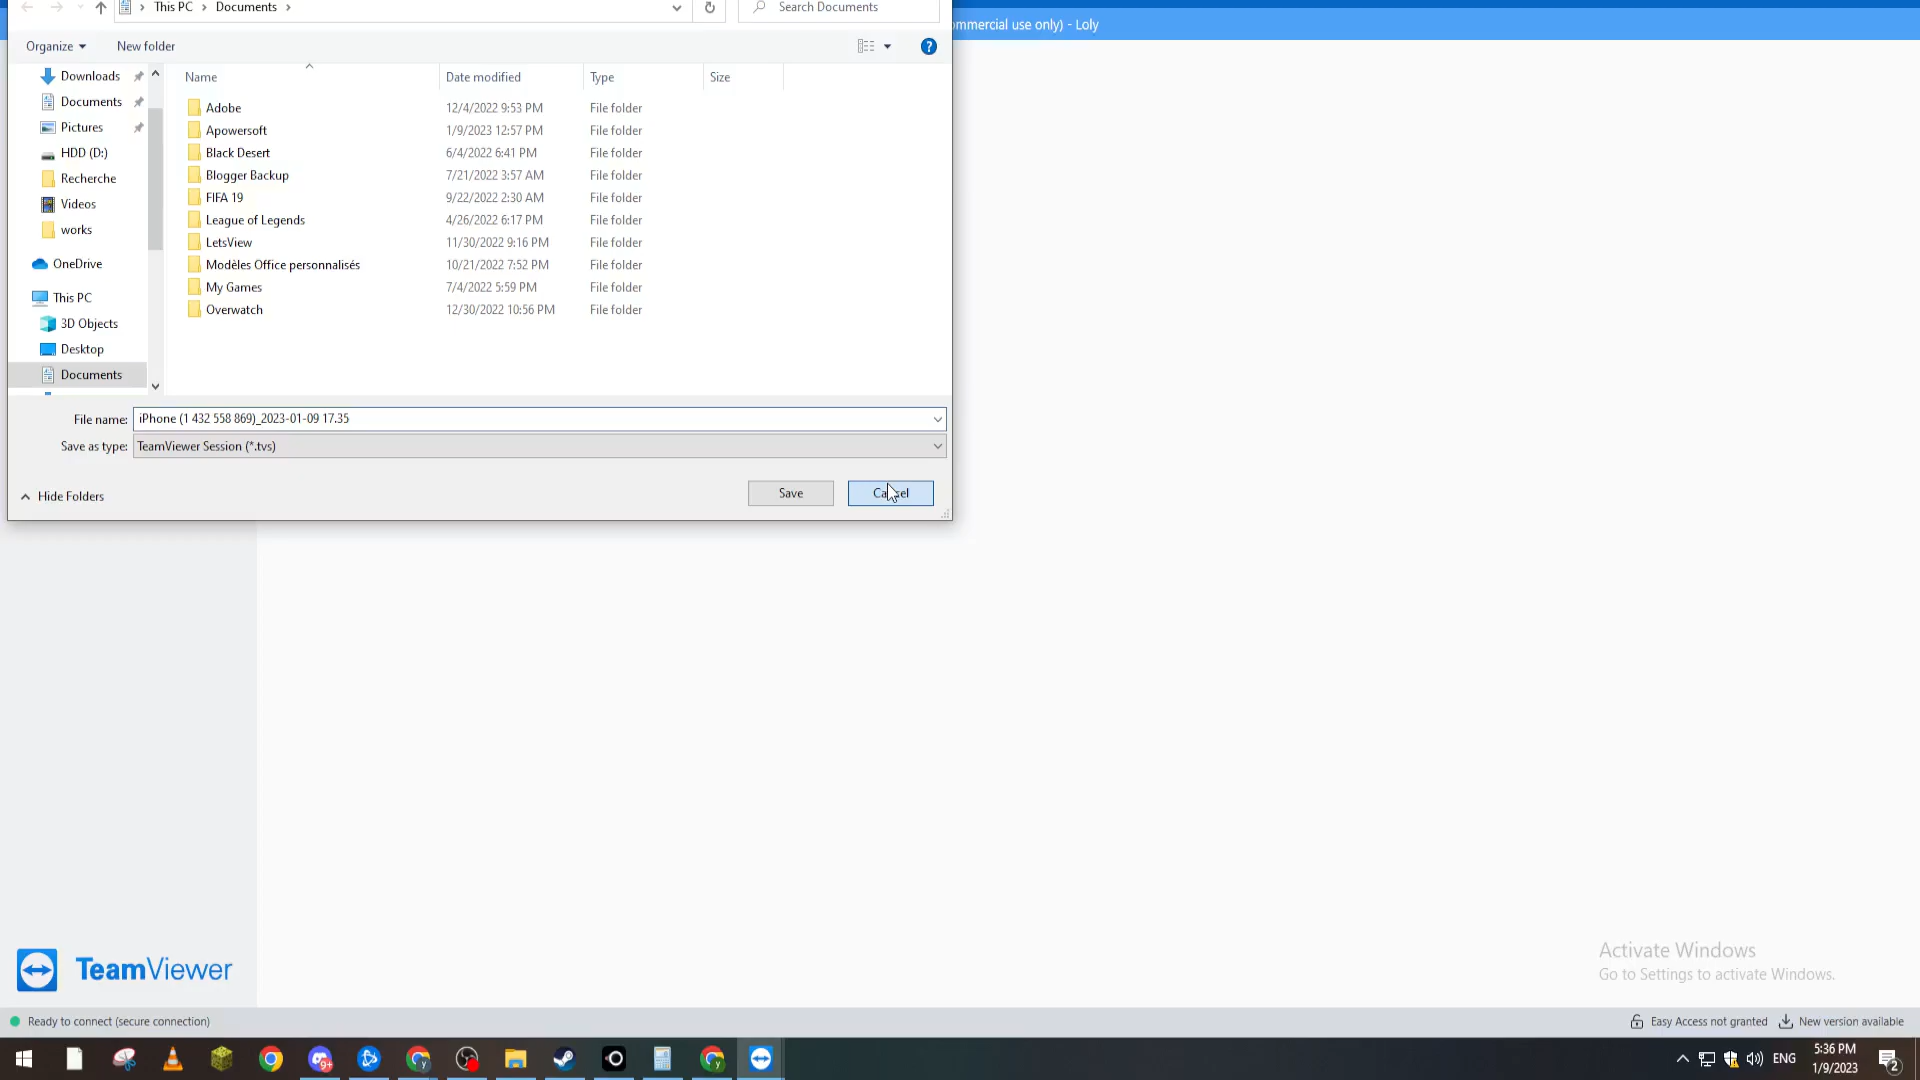 This PC > Documents >
Search Documents
ommercial use only) - Loly
Organize
New folder
?
Name
Date modified
Type
Size
Downloads
Documents
Pictures
HDD (D:)
Recherche
Videos
works
OneDrive
This PC
3D Objects
Desktop
Documents
Adobe 12/4/2022 9:53 PM File folder
Apowersoft 1/9/2023 12:57 PM File folder
Black Desert 6/4/2022 6:41 PM File folder
Blogger Backup 7/21/2022 3:57 AM File folder
FIFA 19 9/22/2022 2:30 AM File folder
League of Legends 4/26/2022 6:17 PM File folder
LetsView 11/30/2022 9:16 PM File folder
Modèles Office personnalisés 10/21/2022 7:52 PM File folder
My Games 7/4/2022 5:59 PM File folder
Overwatch 12/30/2022 10:56 PM File folder
File name: iPhone (1 432 558 869)_2023-01-09 17.35
Save as type: TeamViewer Session (*.tvs)
Hide Folders
Save
Cancel
TeamViewer
Activate Windows
Go to Settings to activate Windows.
Ready to connect (secure connection)
Easy Access not granted
New version available
9+
ENG
5:36 PM
1/9/2023
2